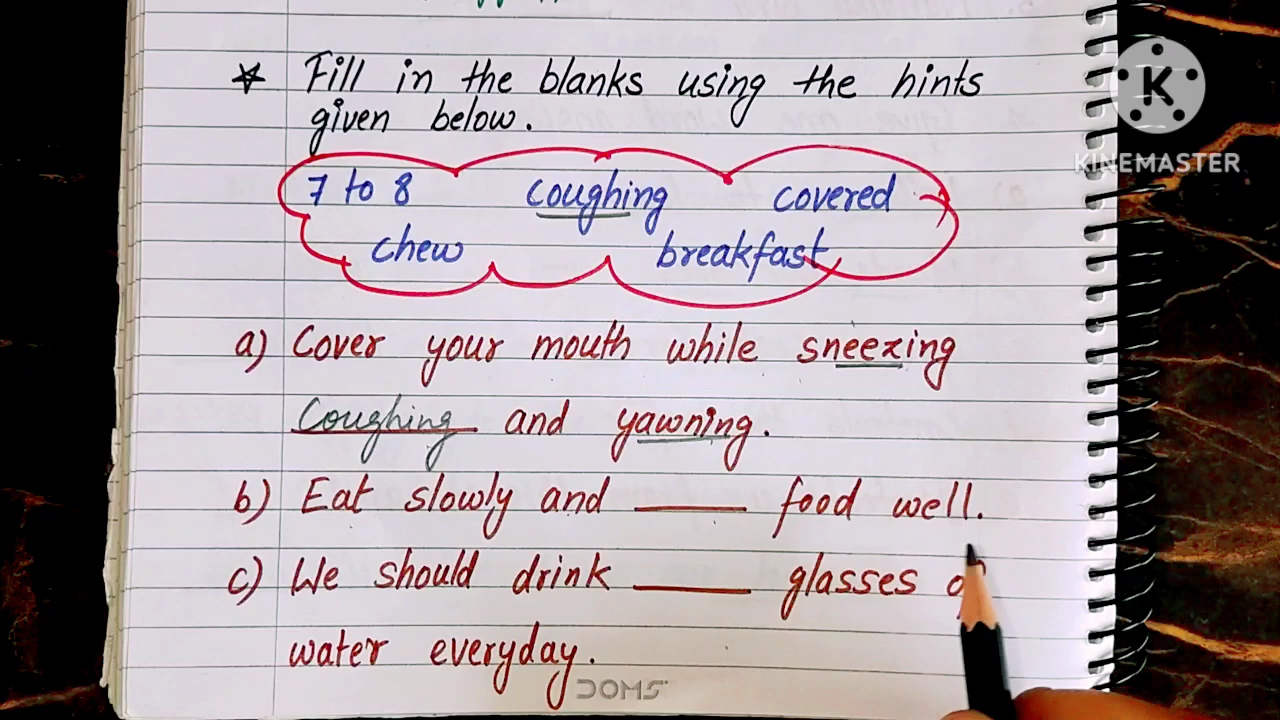 * Fill in the blanks using the hints
given below.
7 to 8 coughing covered
chew breakfast
a) Cover your mouth while sneezing
Coughing and yawning.
b) Eat slowly and ______ food well.
c) We should drink ______ glasses of
water everyday.
DOMS
K
KINEMASTER